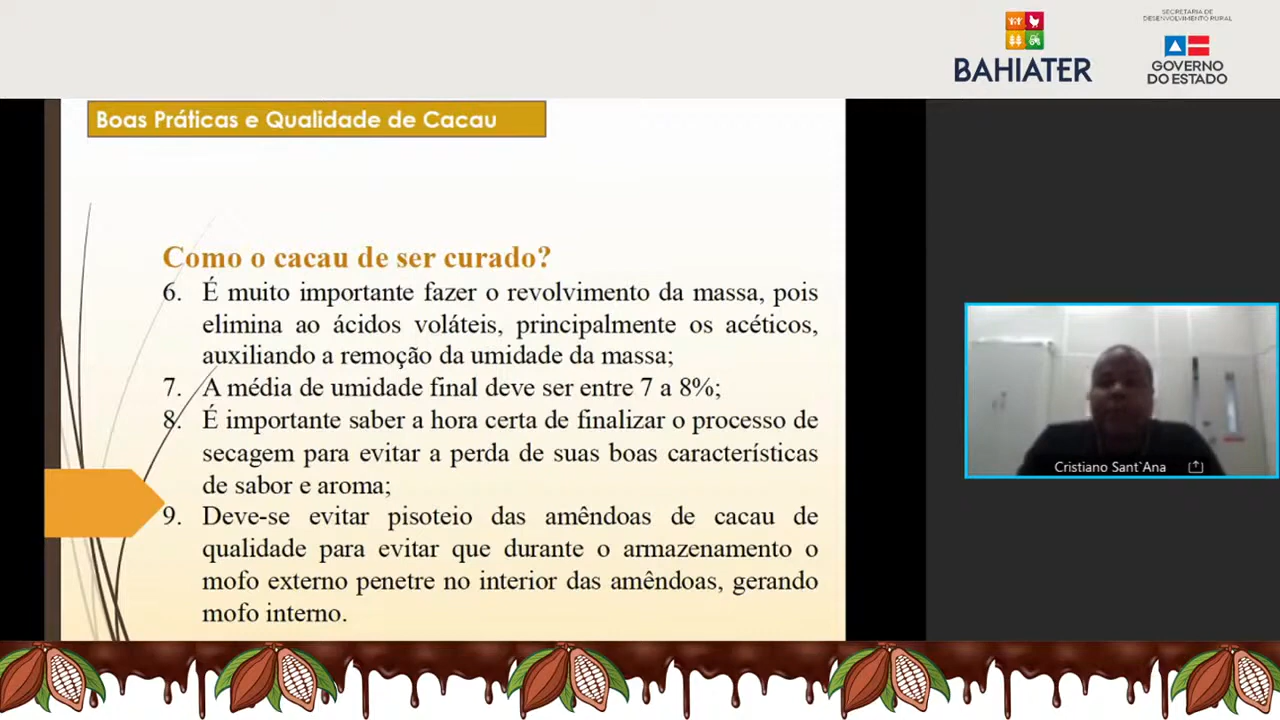 BAHIATER
SECRETARIA DE
DESENVOLVIMENTO RURAL
GOVERNO
DO ESTADO
Boas Práticas e Qualidade de Cacau
Como o cacau de ser curado?
6. É muito importante fazer o revolvimento da massa, pois
elimina ao ácidos voláteis, principalmente os acéticos,
auxiliando a remoção da umidade da massa;
7. A média de umidade final deve ser entre 7 a 8%;
8. É importante saber a hora certa de finalizar o processo de
secagem para evitar a perda de suas boas características
de sabor e aroma;
9. Deve-se evitar pisoteio das amêndoas de cacau de
qualidade para evitar que durante o armazenamento o
mofo externo penetre no interior das amêndoas, gerando
mofo interno.
Cristiano Sant`Ana